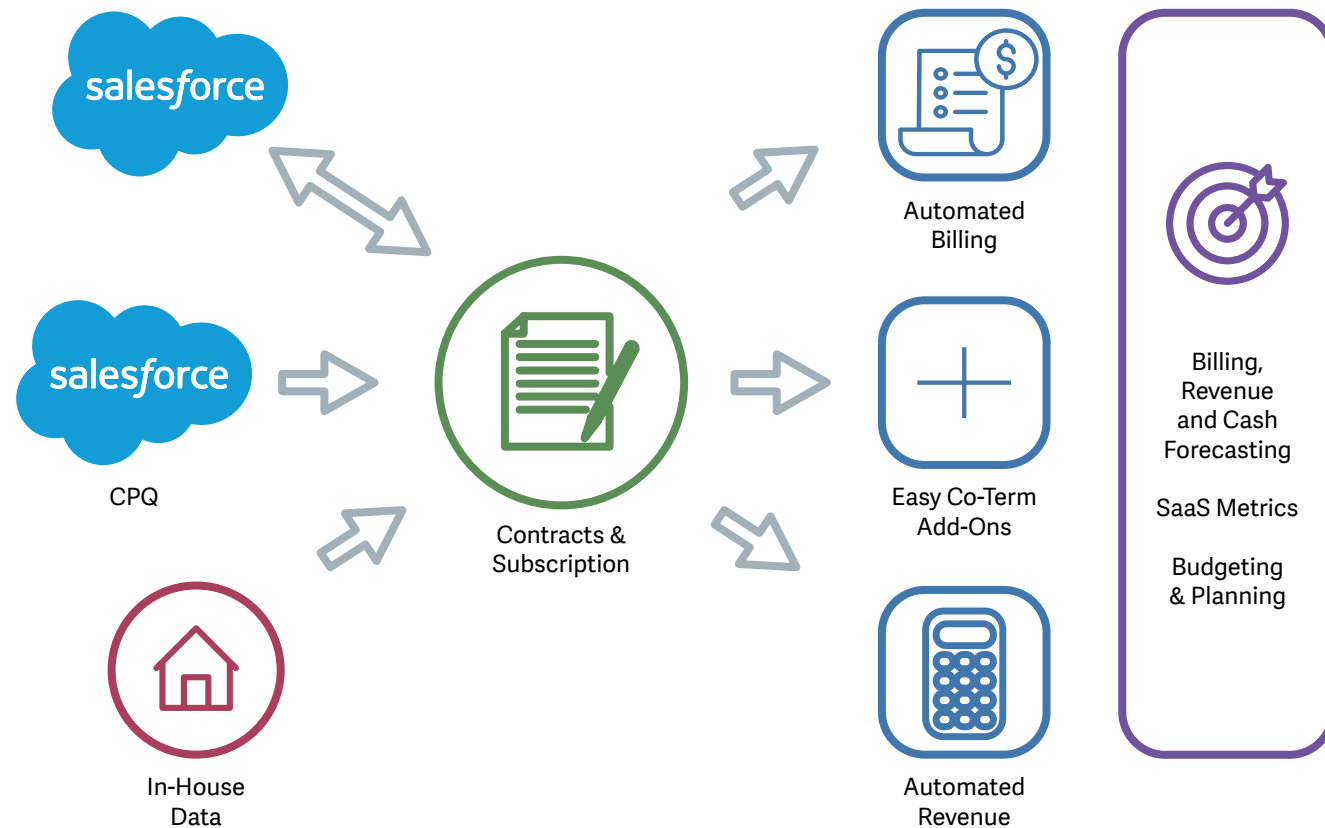 salesforce
salesforce
CPQ
In-House
Data
Contracts &
Subscription
$
Automated
Billing
Easy Co-Term
Add-Ons
Automated
Revenue
Billing,
Revenue
and Cash
Forecasting
SaaS Metrics
Budgeting
& Planning